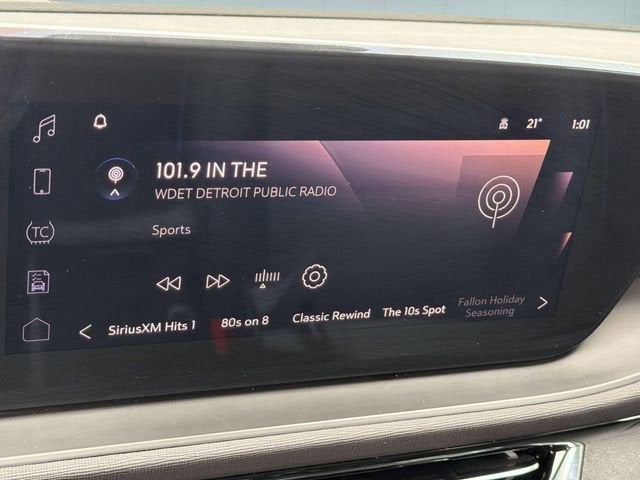 21° 1:01
101.9 IN THE
WDET DETROIT PUBLIC RADIO
TC
Sports
SiriusXM Hits 1 80s on 8 Classic Rewind The 10s Spot Fallon Holiday
Seasoning